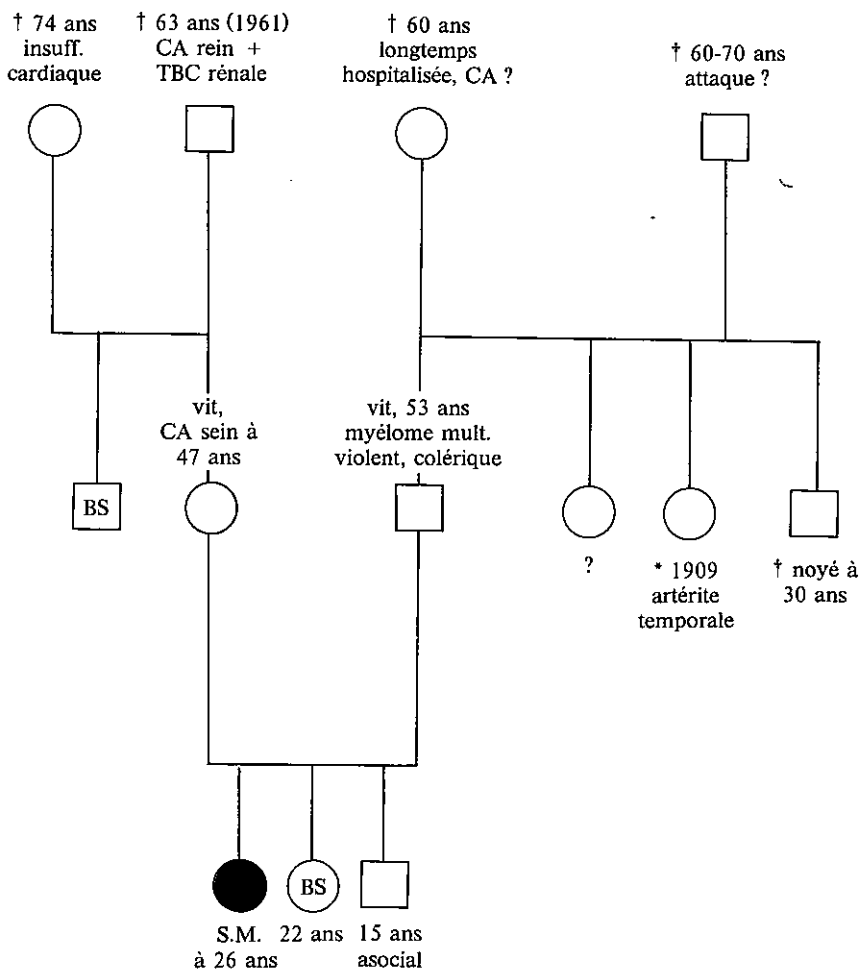 † 74 ans
insuff.
cardiaque
† 63 ans (1961)
CA rein +
TBC rénale
† 60 ans
longtemps
hospitalisée, CA ?
† 60-70 ans
attaque ?
vit,
CA sein à
47 ans
vit, 53 ans
myélome mult.
violent, colérique
BS
?
* 1909
artérite
temporale
† noyé à
30 ans
BS
S.M.
à 26 ans
22 ans
15 ans
asocial